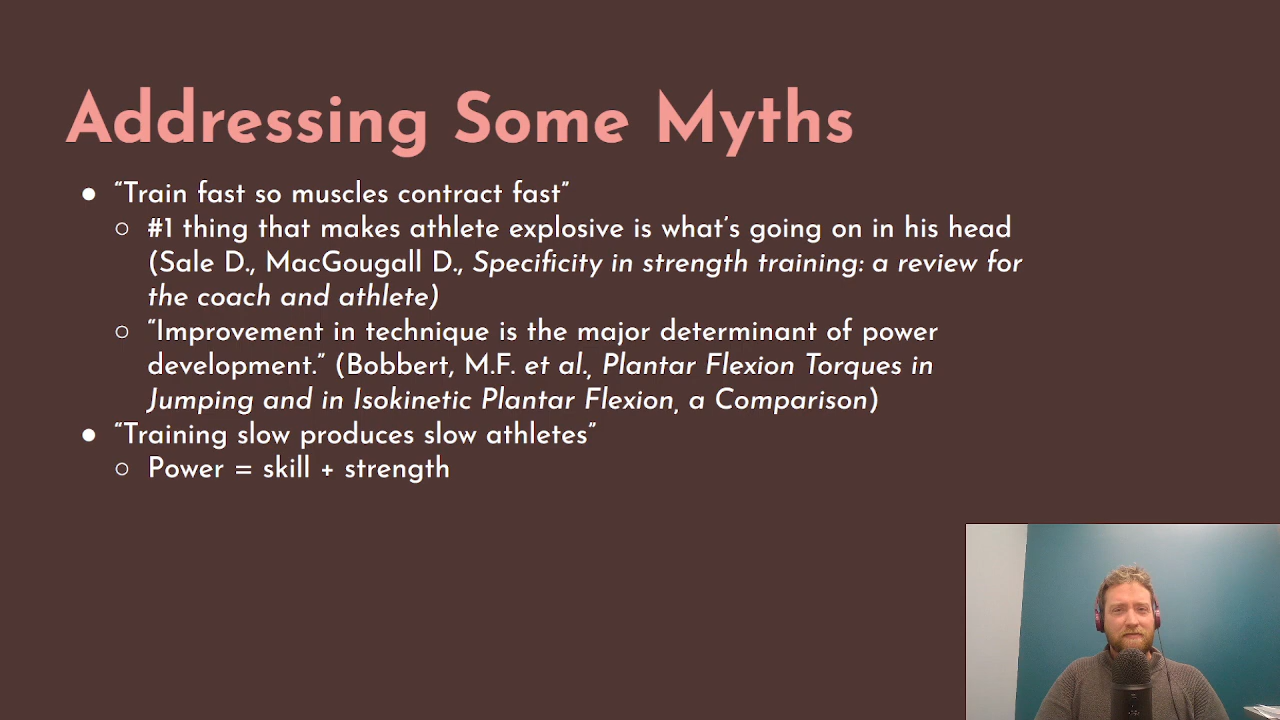 Addressing Some Myths
● “Train fast so muscles contract fast”
○ #1 thing that makes athlete explosive is what’s going on in his head
(Sale D., MacGougall D., Specificity in strength training: a review for
the coach and athlete)
○ “Improvement in technique is the major determinant of power
development.” (Bobbert, M.F. et al., Plantar Flexion Torques in
Jumping and in Isokinetic Plantar Flexion, a Comparison)
● “Training slow produces slow athletes”
○ Power = skill + strength